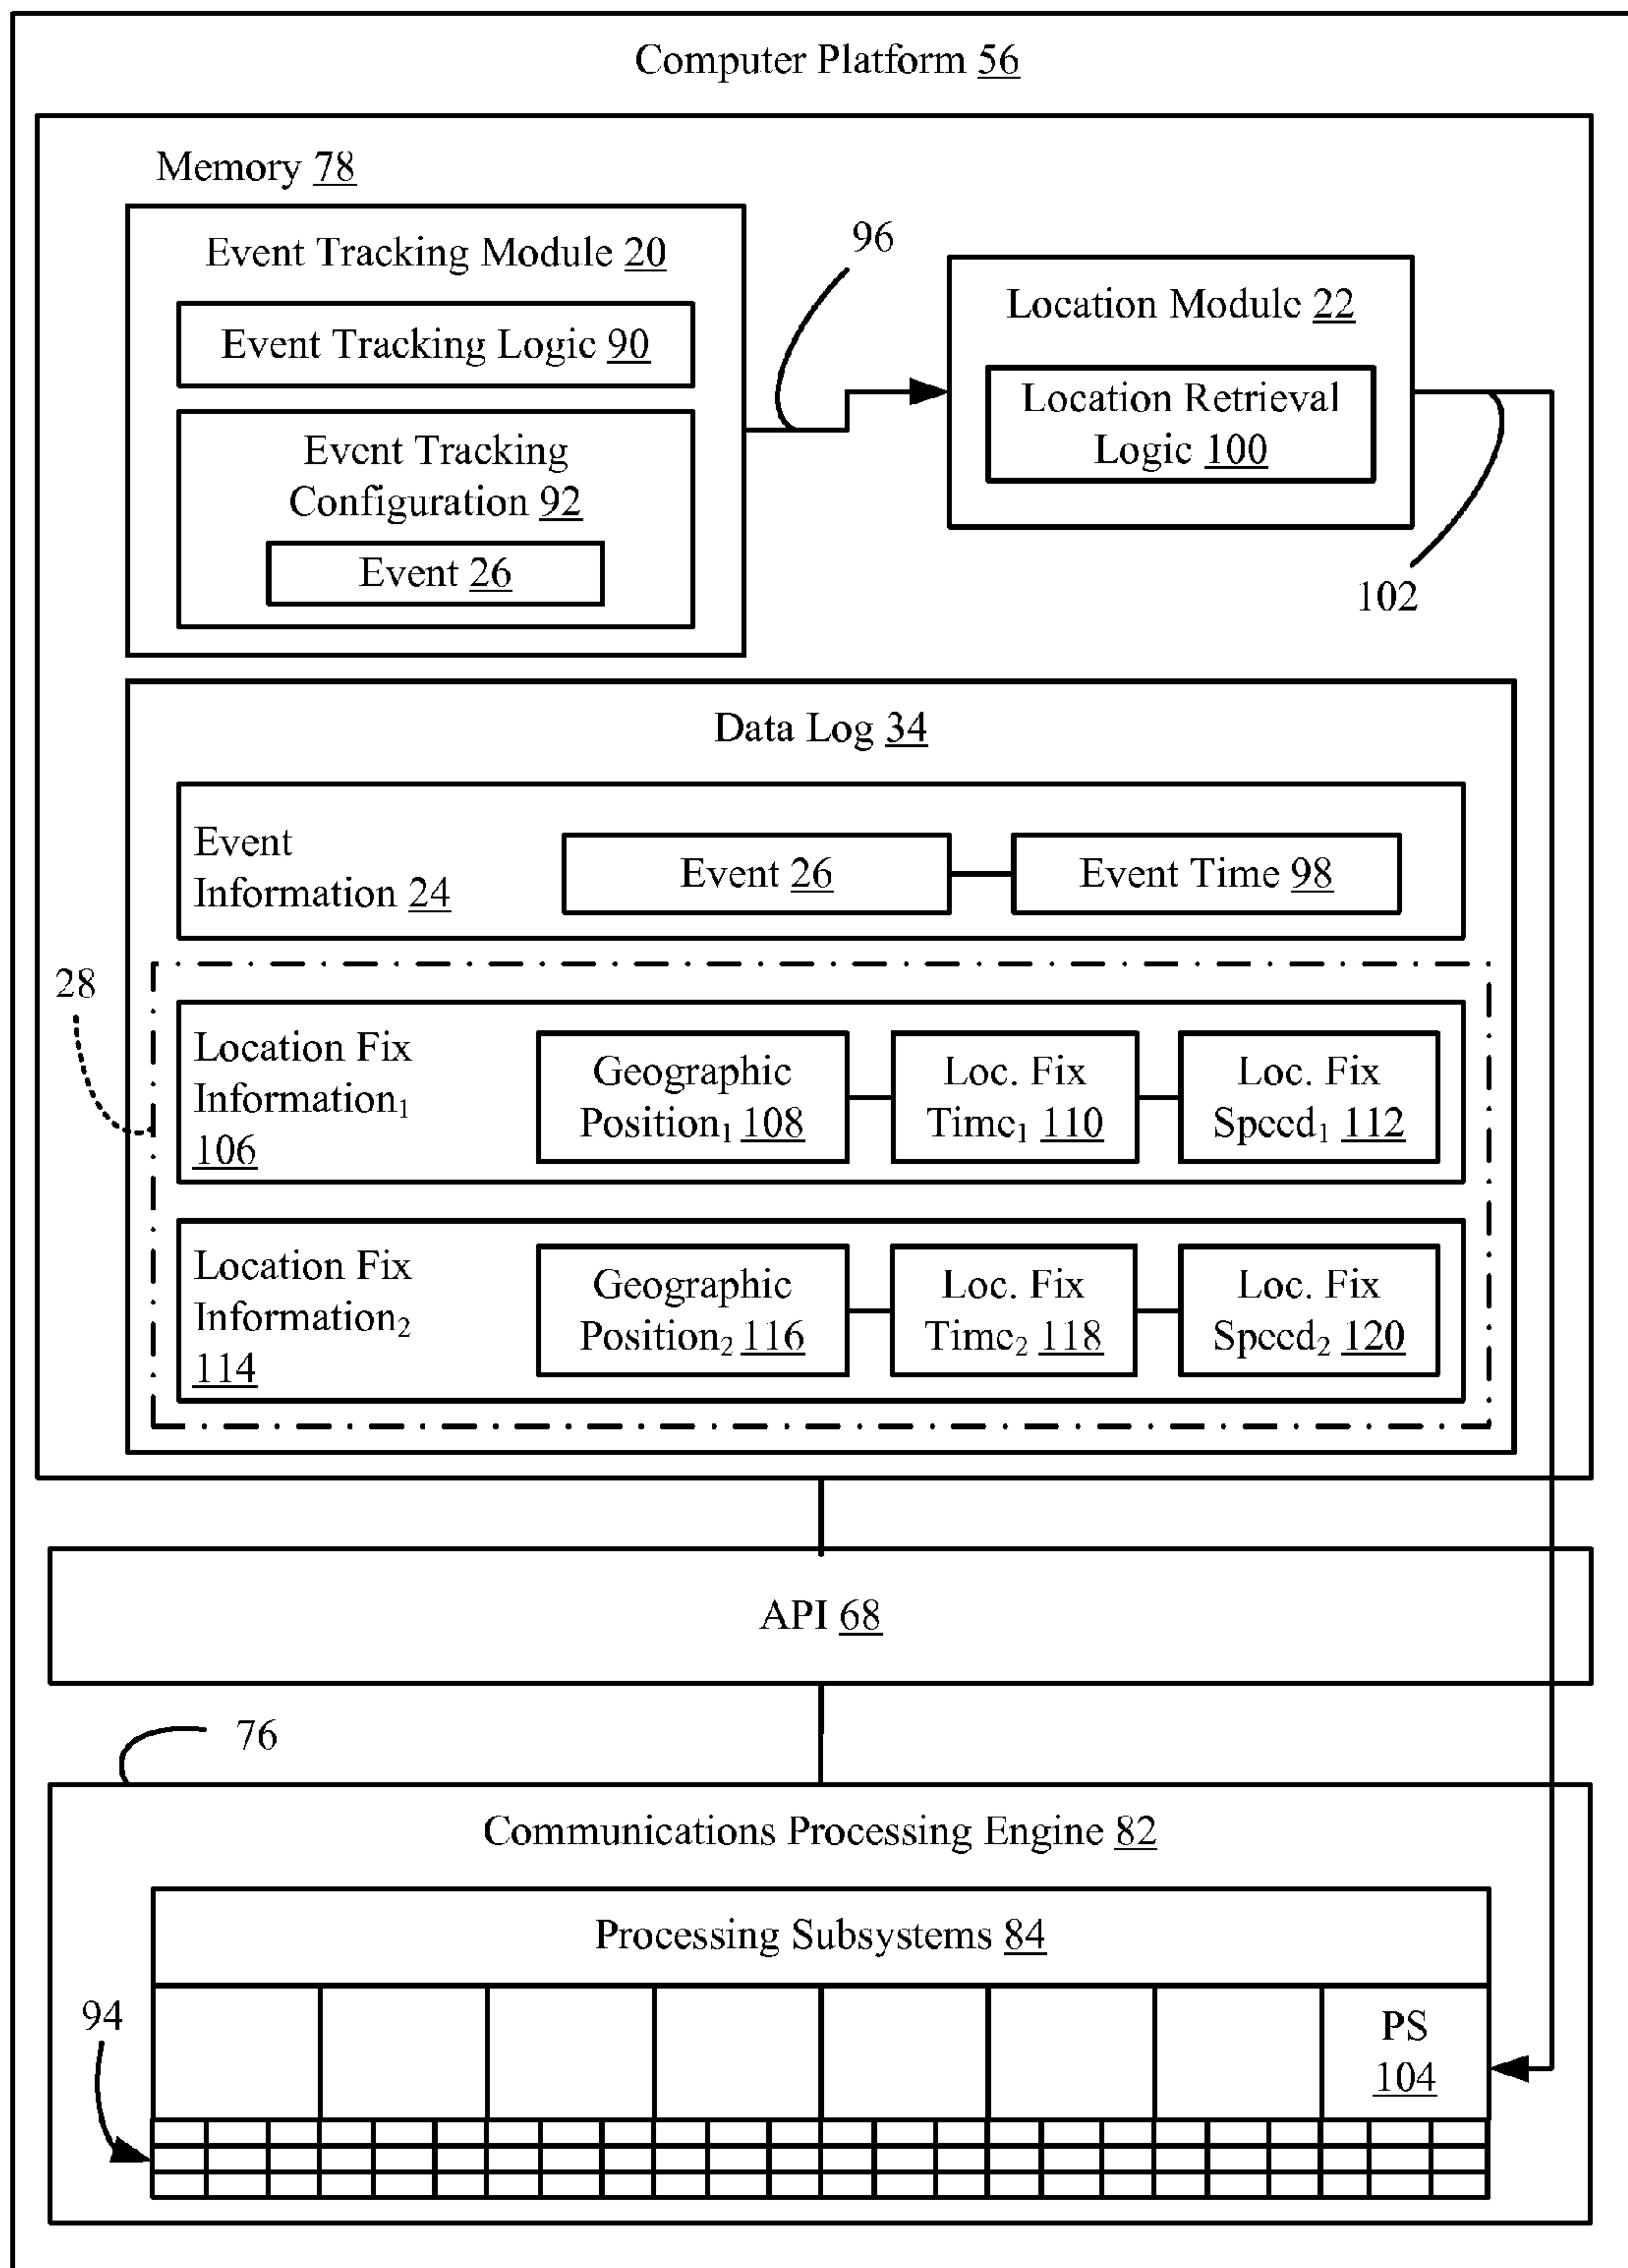 Computer Platform 56
Memory 78
Event Tracking Module 20
Event Tracking Logic 90
Event Tracking
Configuration 92
Event 26
96
Location Module 22
Location Retrieval
Logic 100
102
Data Log 34
Event
Information 24
Event 26
Event Time 98
28
Location Fix
Information₁
106
Geographic
Position₁ 108
Loc. Fix
Time₁ 110
Loc. Fix
Speed₁ 112
Location Fix
Information₂
114
Geographic
Position₂ 116
Loc. Fix
Time₂ 118
Loc. Fix
Speed₂ 120
API 68
76
Communications Processing Engine 82
Processing Subsystems 84
94
PS
104